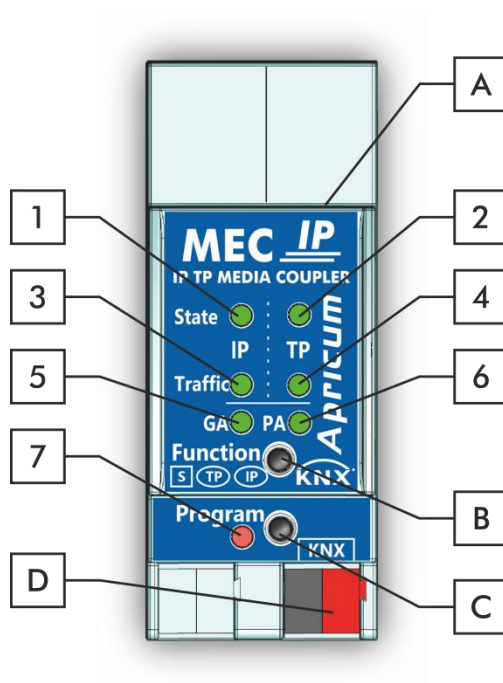 A
MEC IP
IP TP MEDIA COUPLER
1
2
State
IP TP
3
4
Traffic
Apricum
5
6
GA PA
Function
S TP IP KNX
7
Program
B
KNX
D
C